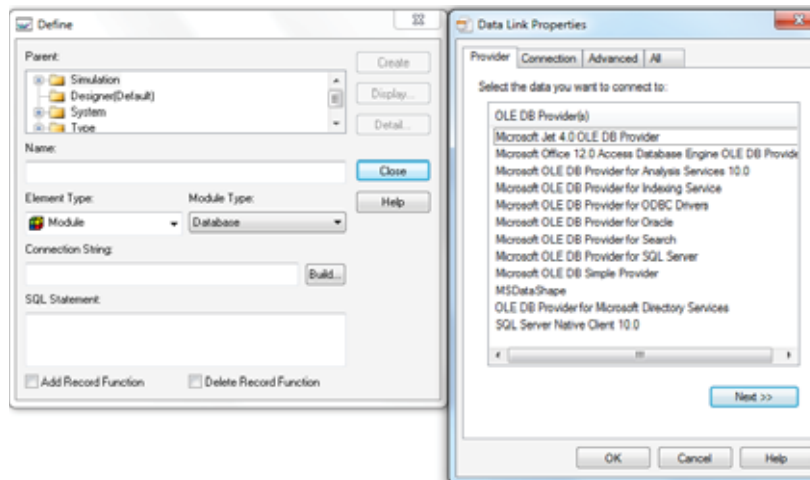 Define
Parent:
Simulation
Designer(Default)
System
Type
Name:
Element Type:
Module Type:
Module
Database
Connection String:
Build...
SQL Statement:
Add Record Function
Delete Record Function
Create
Display...
Detail...
Close
Help
Data Link Properties
Provider
Connection
Advanced
All
Select the data you want to connect to:
OLE DB Provider(s)
Microsoft Jet 4.0 OLE DB Provider
Microsoft Office 12.0 Access Database Engine OLE DB Provide
Microsoft OLE DB Provider for Analysis Services 10.0
Microsoft OLE DB Provider for Indexing Service
Microsoft OLE DB Provider for ODBC Drivers
Microsoft OLE DB Provider for Oracle
Microsoft OLE DB Provider for Search
Microsoft OLE DB Provider for SQL Server
Microsoft OLE DB Simple Provider
MSDataShape
OLE DB Provider for Microsoft Directory Services
SQL Server Native Client 10.0
Next >>
OK
Cancel
Help